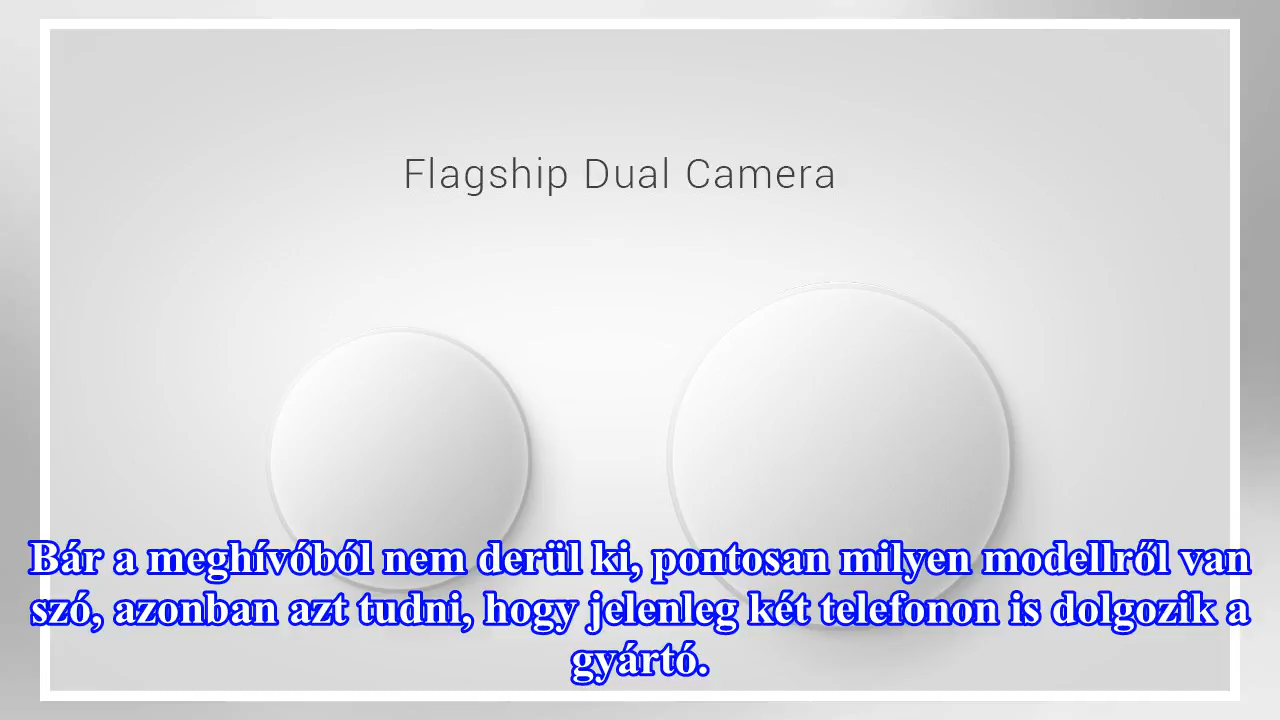 Flagship Dual Camera
Bár a meghívóból nem derül ki, pontosan milyen modellről van
szó, azonban azt tudni, hogy jelenleg két telefonon is dolgozik a
gyártó.